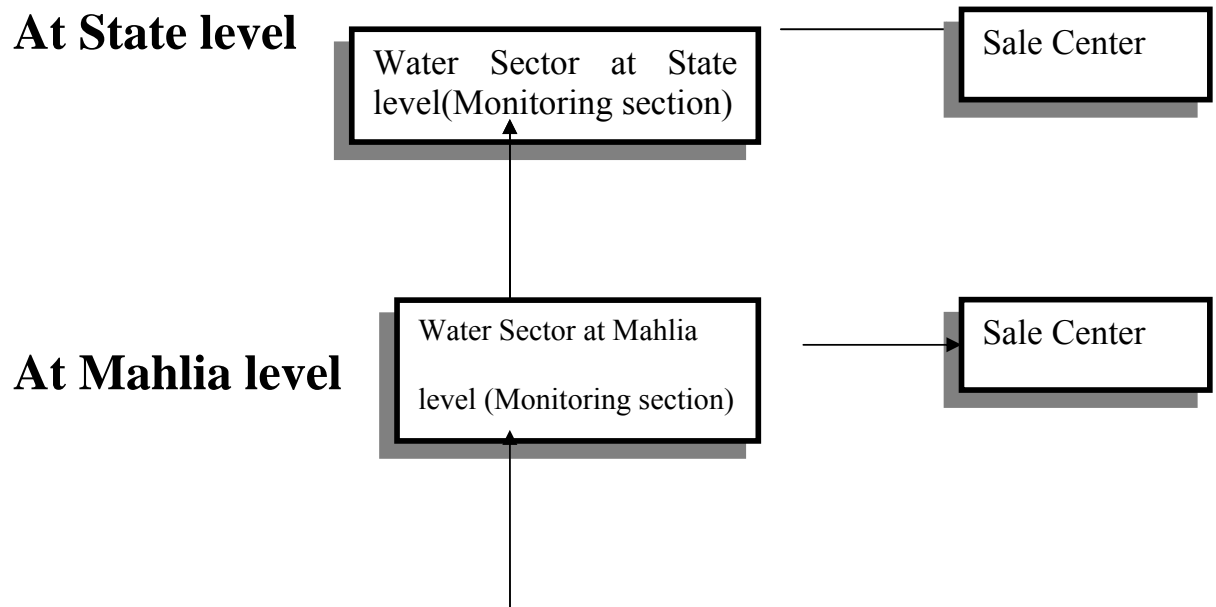 At State level
Water Sector at State
level(Monitoring section)
Sale Center
At Mahlia level
Water Sector at Mahlia
level (Monitoring section)
Sale Center